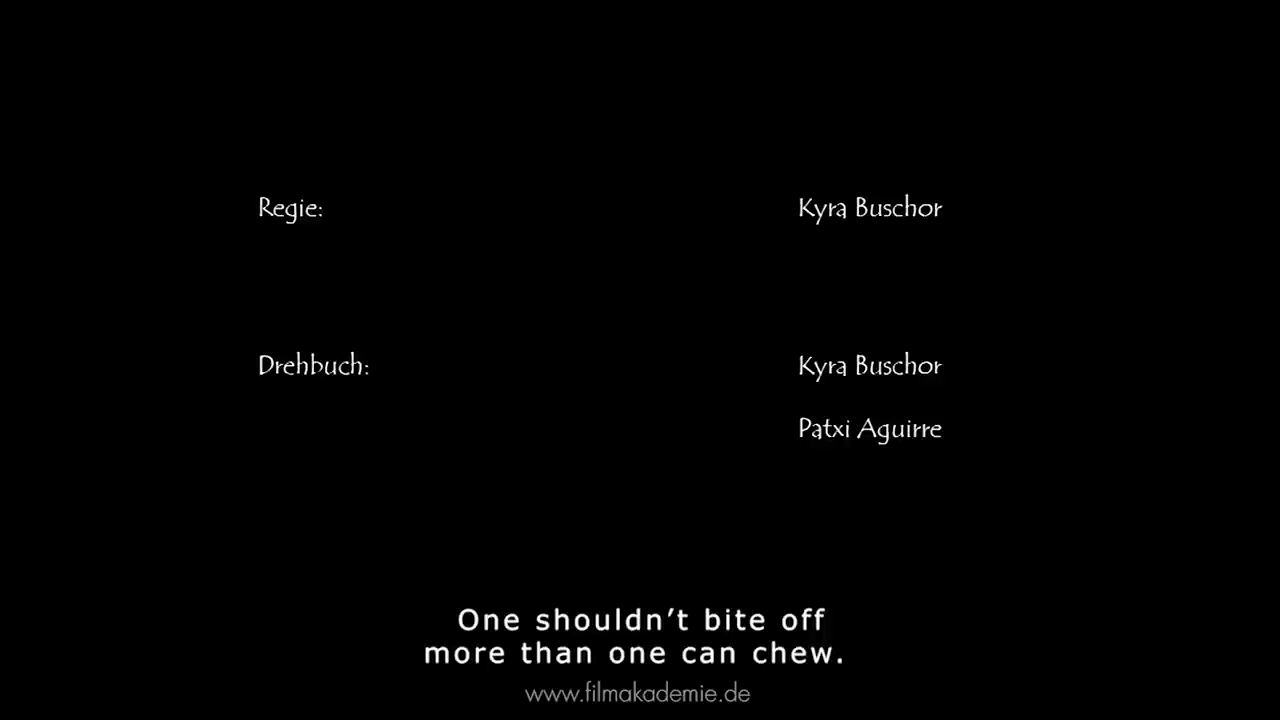 Regie: Kyra Buschor
Drehbuch: Kyra Buschor
Patxi Aguirre
One shouldn’t bite off
more than one can chew.
www.filmakademie.de